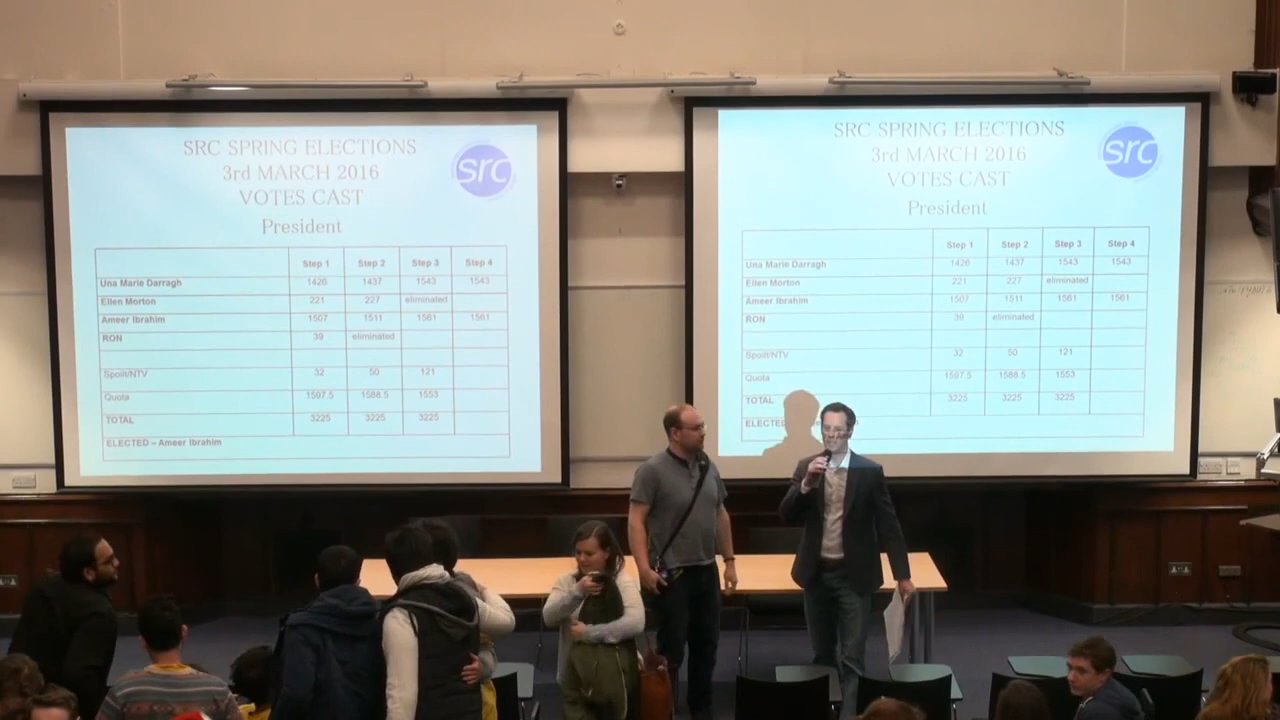 SRC SPRING ELECTIONS
3rd MARCH 2016
VOTES CAST
President
src
Step 1 Step 2 Step 3 Step 4
Una Marie Darragh 1426 1437 1543 1543
Ellen Morton 221 227 eliminated
Ameer Ibrahim 1507 1511 1561 1561
RON 39 eliminated
Spoilt/NTV 32 50 121
Quota 1597.5 1588.5 1553
TOTAL 3225 3225 3225
ELECTED – Ameer Ibrahim
SRC SPRING ELECTIONS
3rd MARCH 2016
VOTES CAST
President
src
Step 1 Step 2 Step 3 Step 4
Una Marie Darragh 1426 1437 1543 1543
Ellen Morton 221 227 eliminated
Ameer Ibrahim 1507 1511 1561 1561
RON 39 eliminated
Spoilt/NTV 32 50 121
Quota 1597.5 1588.5 1553
TOTAL 3225 3225 3225